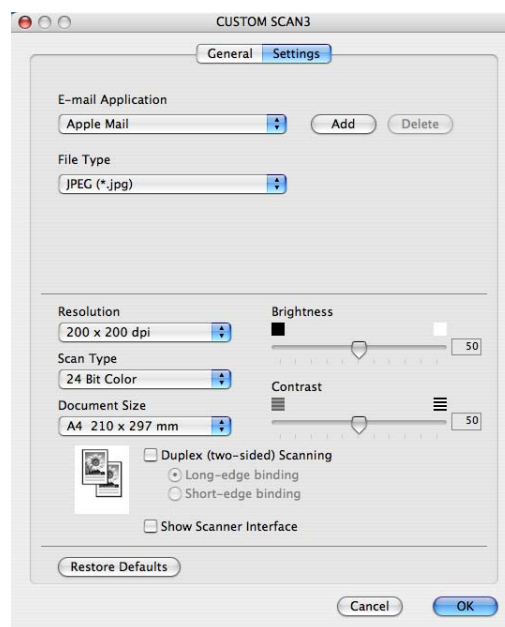 CUSTOM SCAN3
General Settings
E-mail Application
Apple Mail Add Delete
File Type
JPEG (*.jpg)
Resolution Brightness
200 x 200 dpi
50
Scan Type
24 Bit Color
Contrast
Document Size
A4 210 x 297 mm 50
Duplex (two-sided) Scanning
Long-edge binding
Short-edge binding
Show Scanner Interface
Restore Defaults
Cancel OK